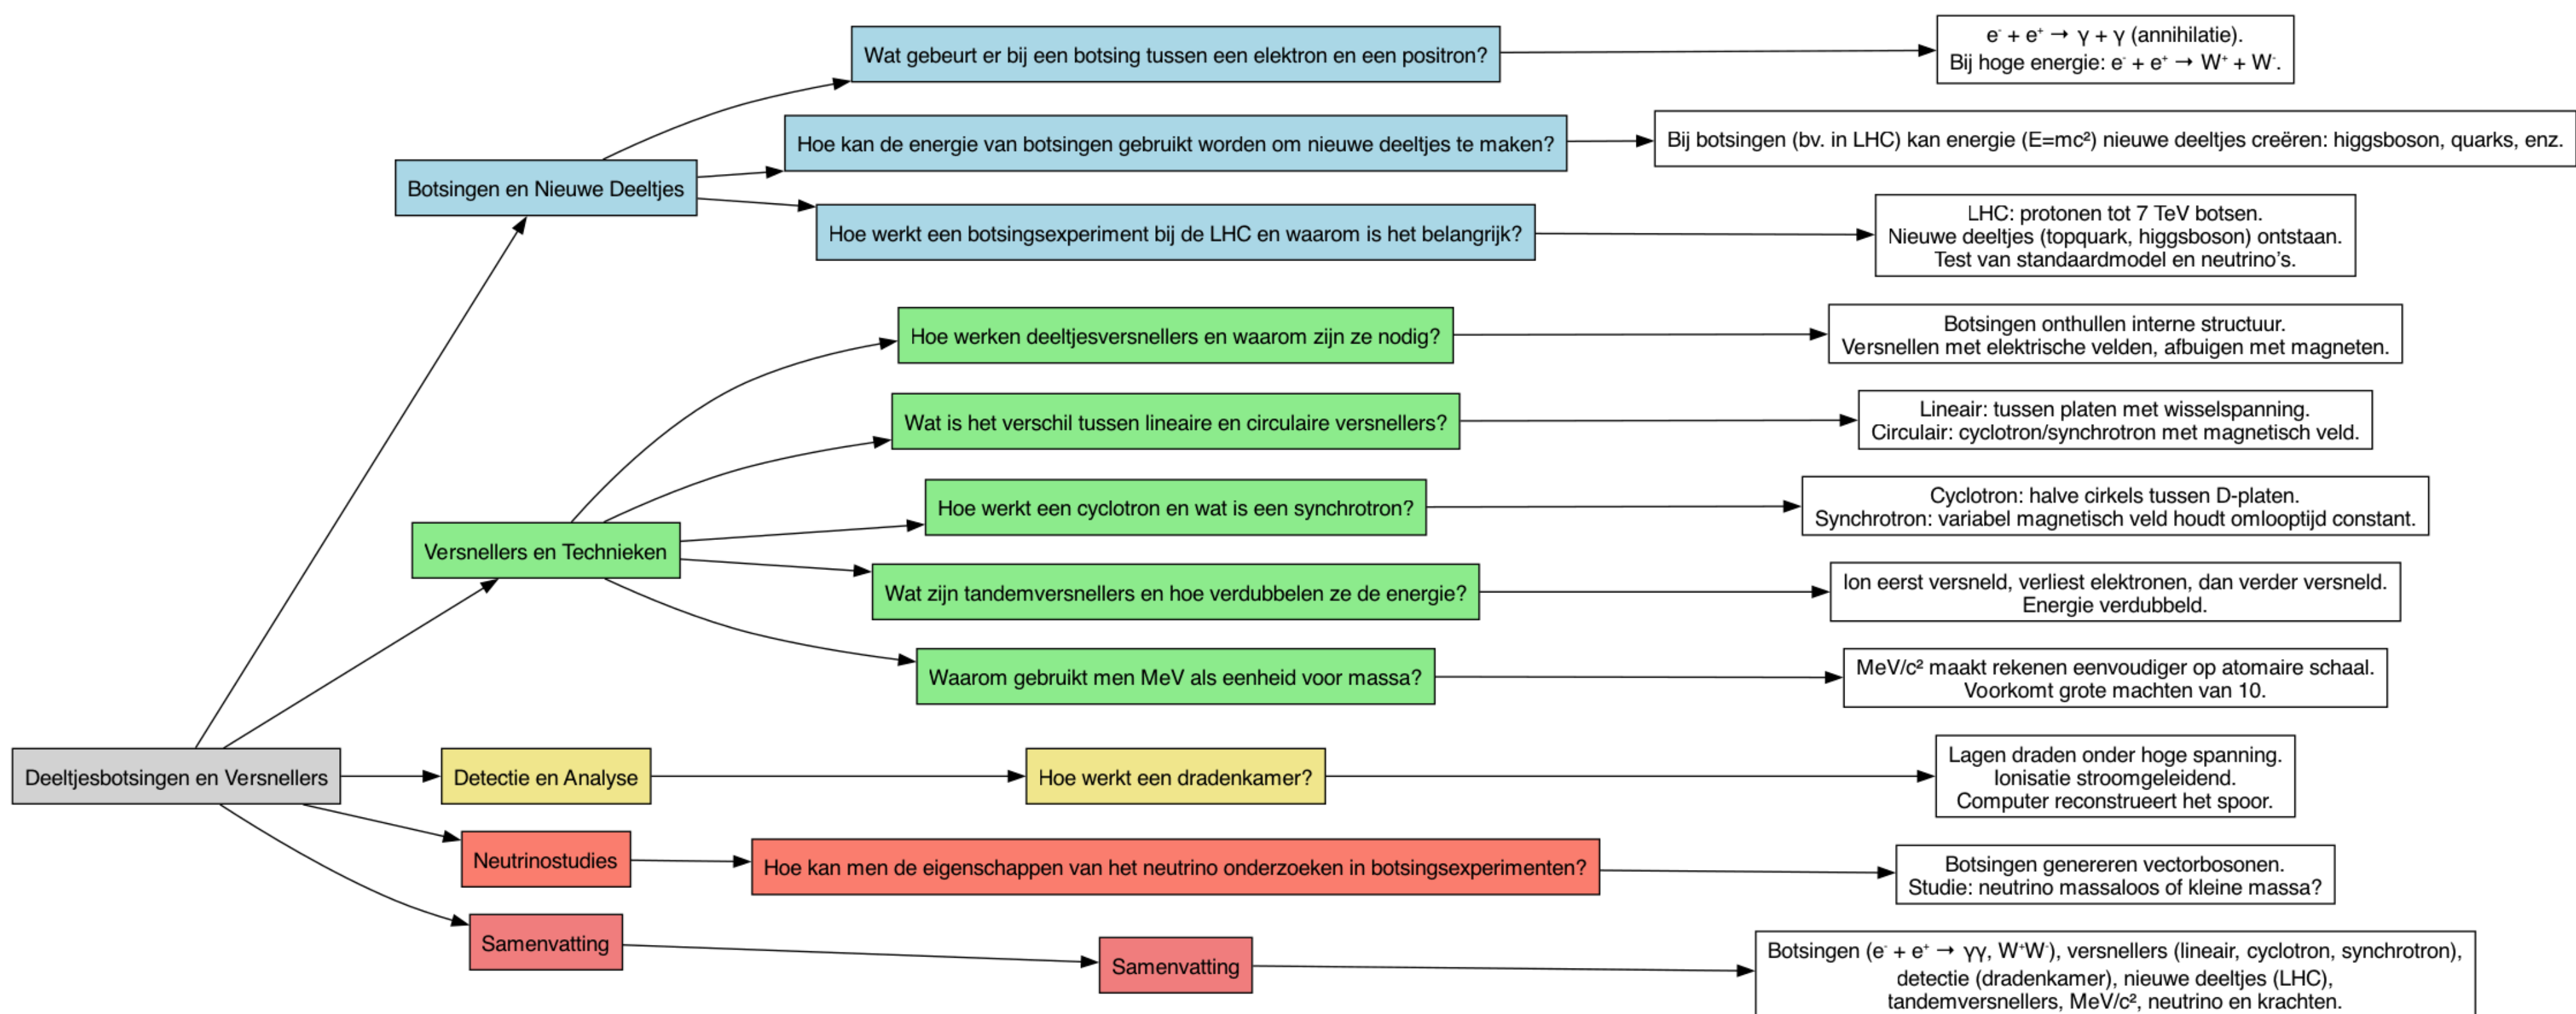 Deeltjesbotsingen en Versnellers
Botsingen en Nieuwe Deeltjes
Wat gebeurt er bij een botsing tussen een elektron en een positron?
e⁻ + e⁺ → γ + γ (annihilatie).
Bij hoge energie: e⁻ + e⁺ → W⁺ + W⁻.
Hoe kan de energie van botsingen gebruikt worden om nieuwe deeltjes te maken?
Bij botsingen (bv. in LHC) kan energie (E=mc²) nieuwe deeltjes creëren: higgsboson, quarks, enz.
Hoe werkt een botsingsexperiment bij de LHC en waarom is het belangrijk?
LHC: protonen tot 7 TeV botsen.
Nieuwe deeltjes (topquark, higgsboson) ontstaan.
Test van standaardmodel en neutrino’s.
Versnellers en Technieken
Hoe werken deeltjesversnellers en waarom zijn ze nodig?
Botsingen onthullen interne structuur.
Versnellen met elektrische velden, afbuigen met magneten.
Wat is het verschil tussen lineaire en circulaire versnellers?
Lineair: tussen platen met wisselspanning.
Circulair: cyclotron/synchrotron met magnetisch veld.
Hoe werkt een cyclotron en wat is een synchrotron?
Cyclotron: halve cirkels tussen D-platen.
Synchrotron: variabel magnetisch veld houdt omlooptijd constant.
Wat zijn tandemversnellers en hoe verdubbelen ze de energie?
Ion eerst versneld, verliest elektronen, dan verder versneld.
Energie verdubbeld.
Waarom gebruikt men MeV als eenheid voor massa?
MeV/c² maakt rekenen eenvoudiger op atomaire schaal.
Voorkomt grote machten van 10.
Detectie en Analyse
Hoe werkt een dradenkamer?
Lagen draden onder hoge spanning.
Ionisatie stroomgeleidend.
Computer reconstrueert het spoor.
Neutrinostudies
Hoe kan men de eigenschappen van het neutrino onderzoeken in botsingsexperimenten?
Botsingen genereren vectorbosonen.
Studie: neutrino massaloos of kleine massa?
Samenvatting
Samenvatting
Botsingen (e⁻ + e⁺ → γγ, W⁺W⁻), versnellers (lineair, cyclotron, synchrotron),
detectie (dradenkamer), nieuwe deeltjes (LHC),
tandemversnellers, MeV/c², neutrino en krachten.